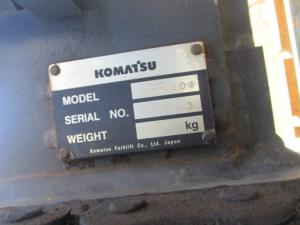 KOMATSU
MODEL
SERIAL NO.
WEIGHT kg
Komatsu Forklift Co., Ltd. Japan